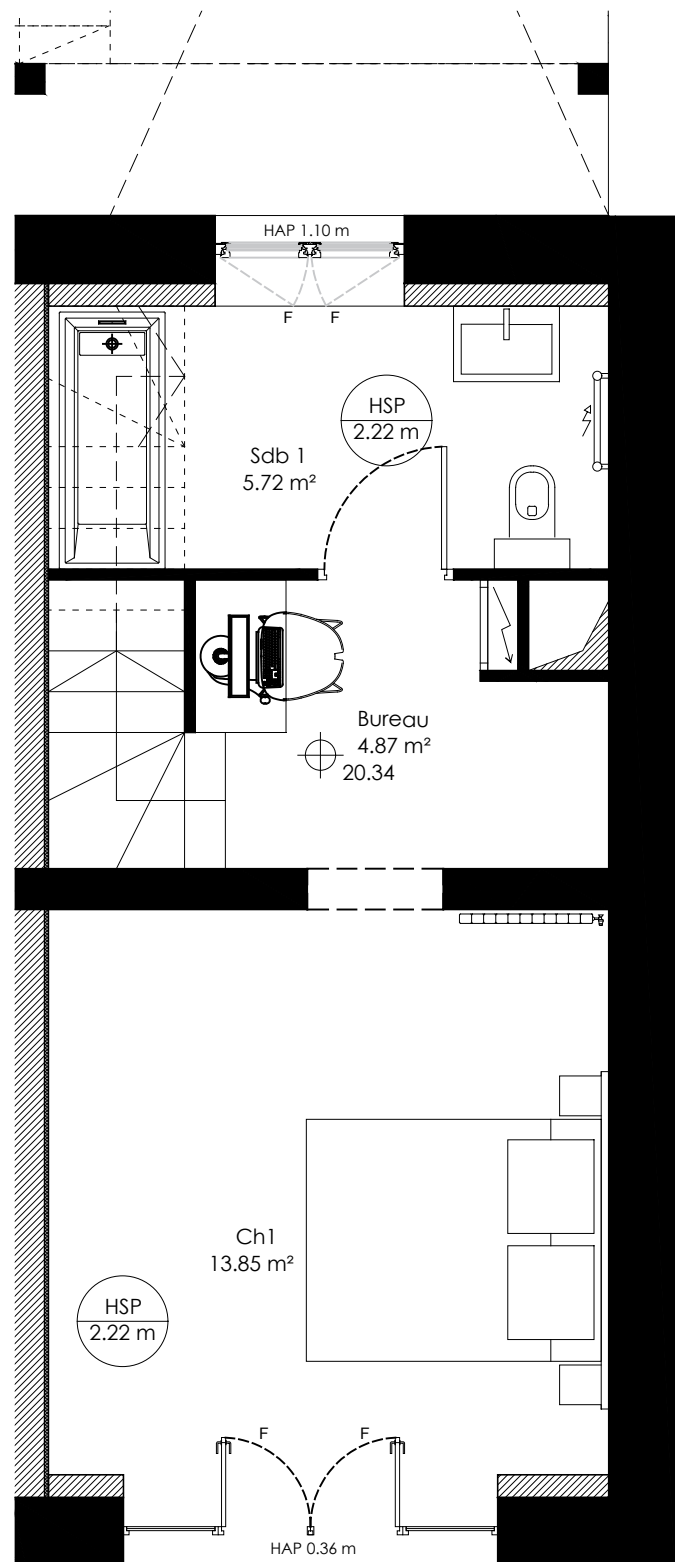 HAP 1.10 m
F F
HSP
2.22 m
Sdb 1
5.72 m²
Bureau
4.87 m²
20.34
Ch1
13.85 m²
HSP
2.22 m
F F
HAP 0.36 m